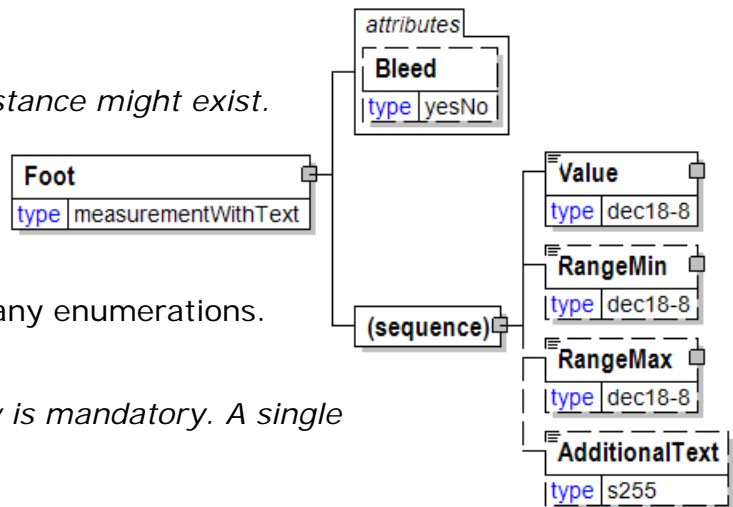 attributes
Bleed
type yesNo
stance might exist.
Foot
type measurementWithText
Value
type dec18-8
RangeMin
type dec18-8
any enumerations.
(sequence)
RangeMax
type dec18-8
is mandatory. A single
AdditionalText
type s255